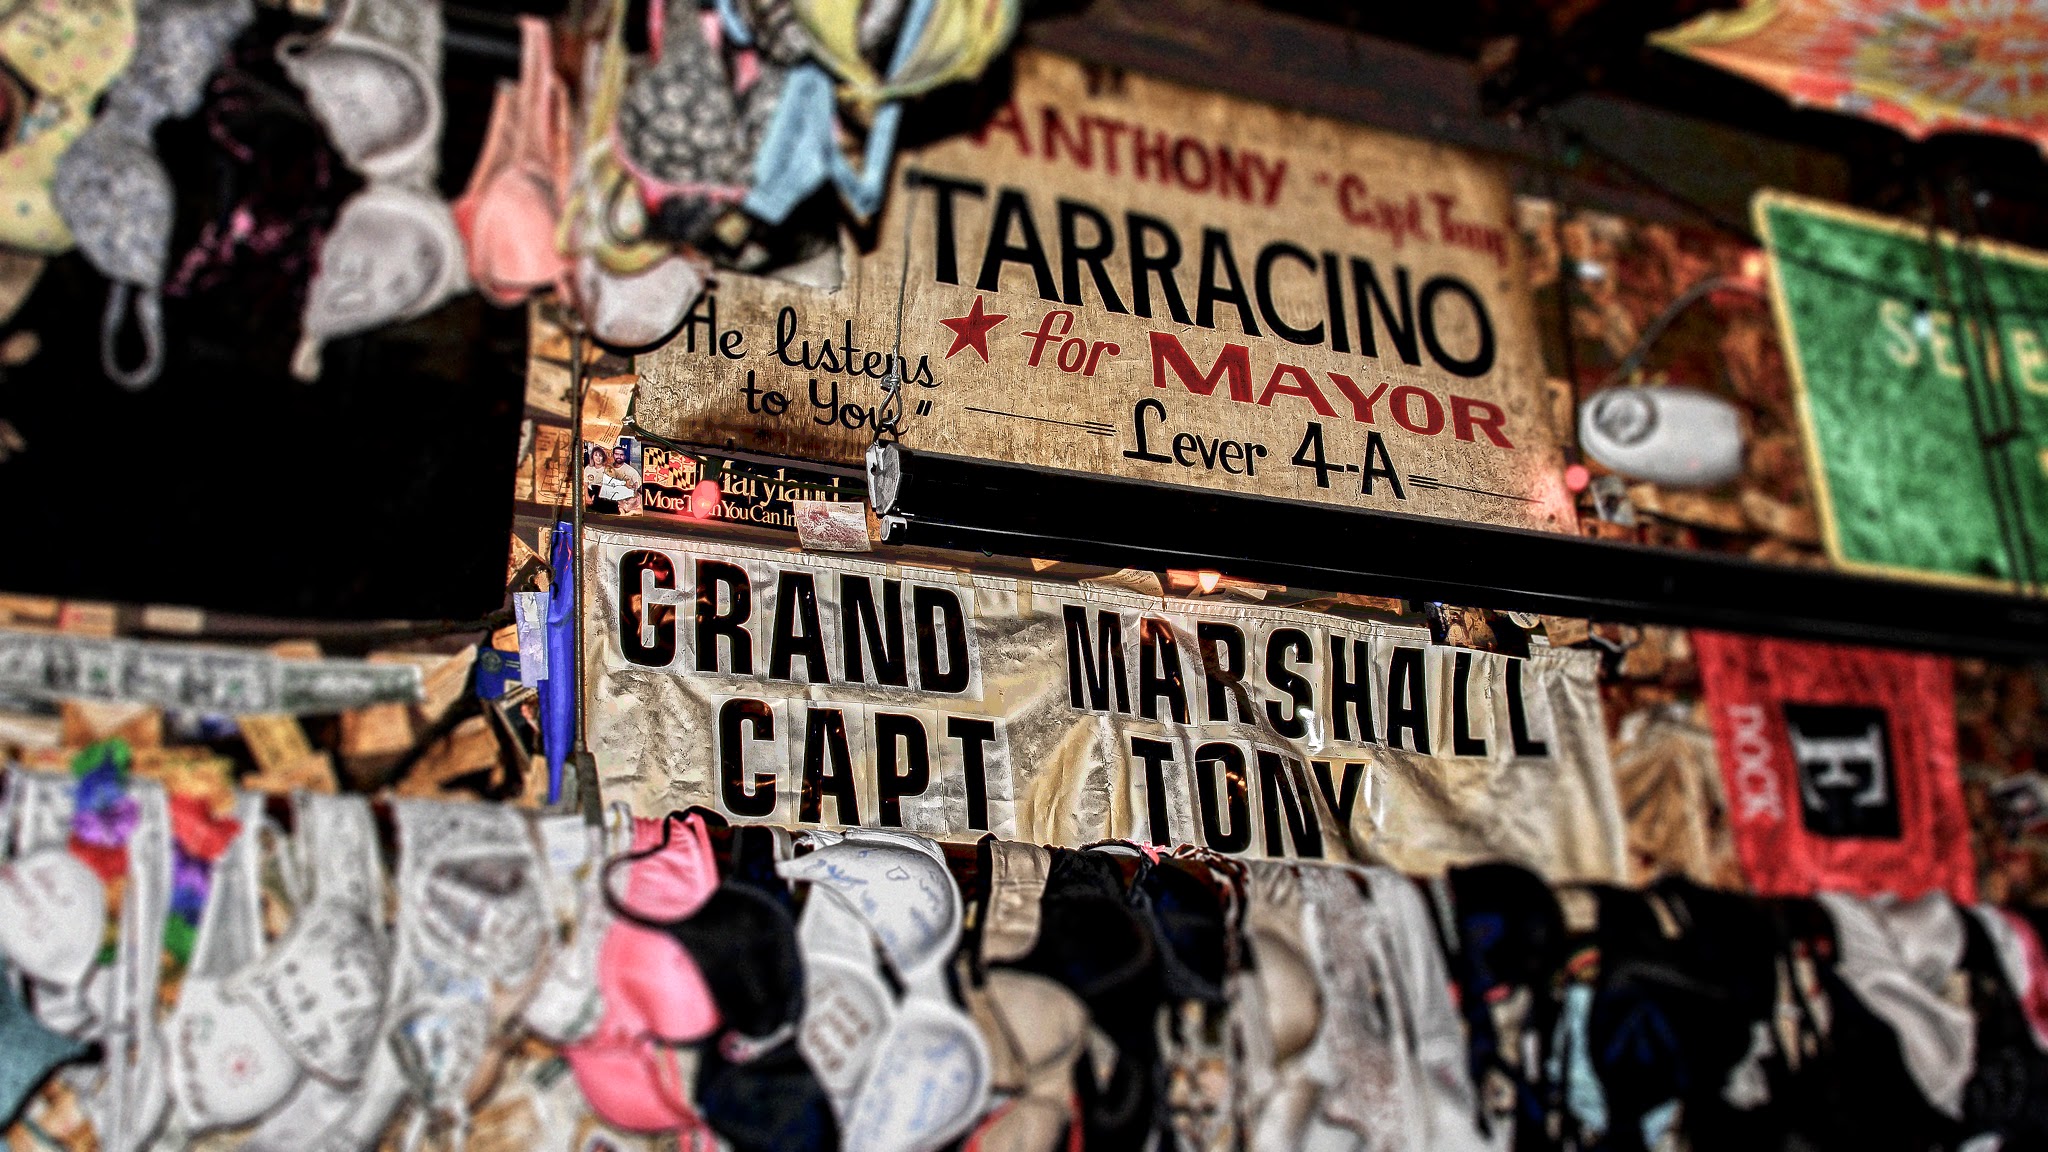 ANTHONY "Capt. Tony
TARRACINO
★ for MAYOR
"He listens
to You"
Lever 4-A
Maryland
GRAND MARSHALL
CAPT TONY
E